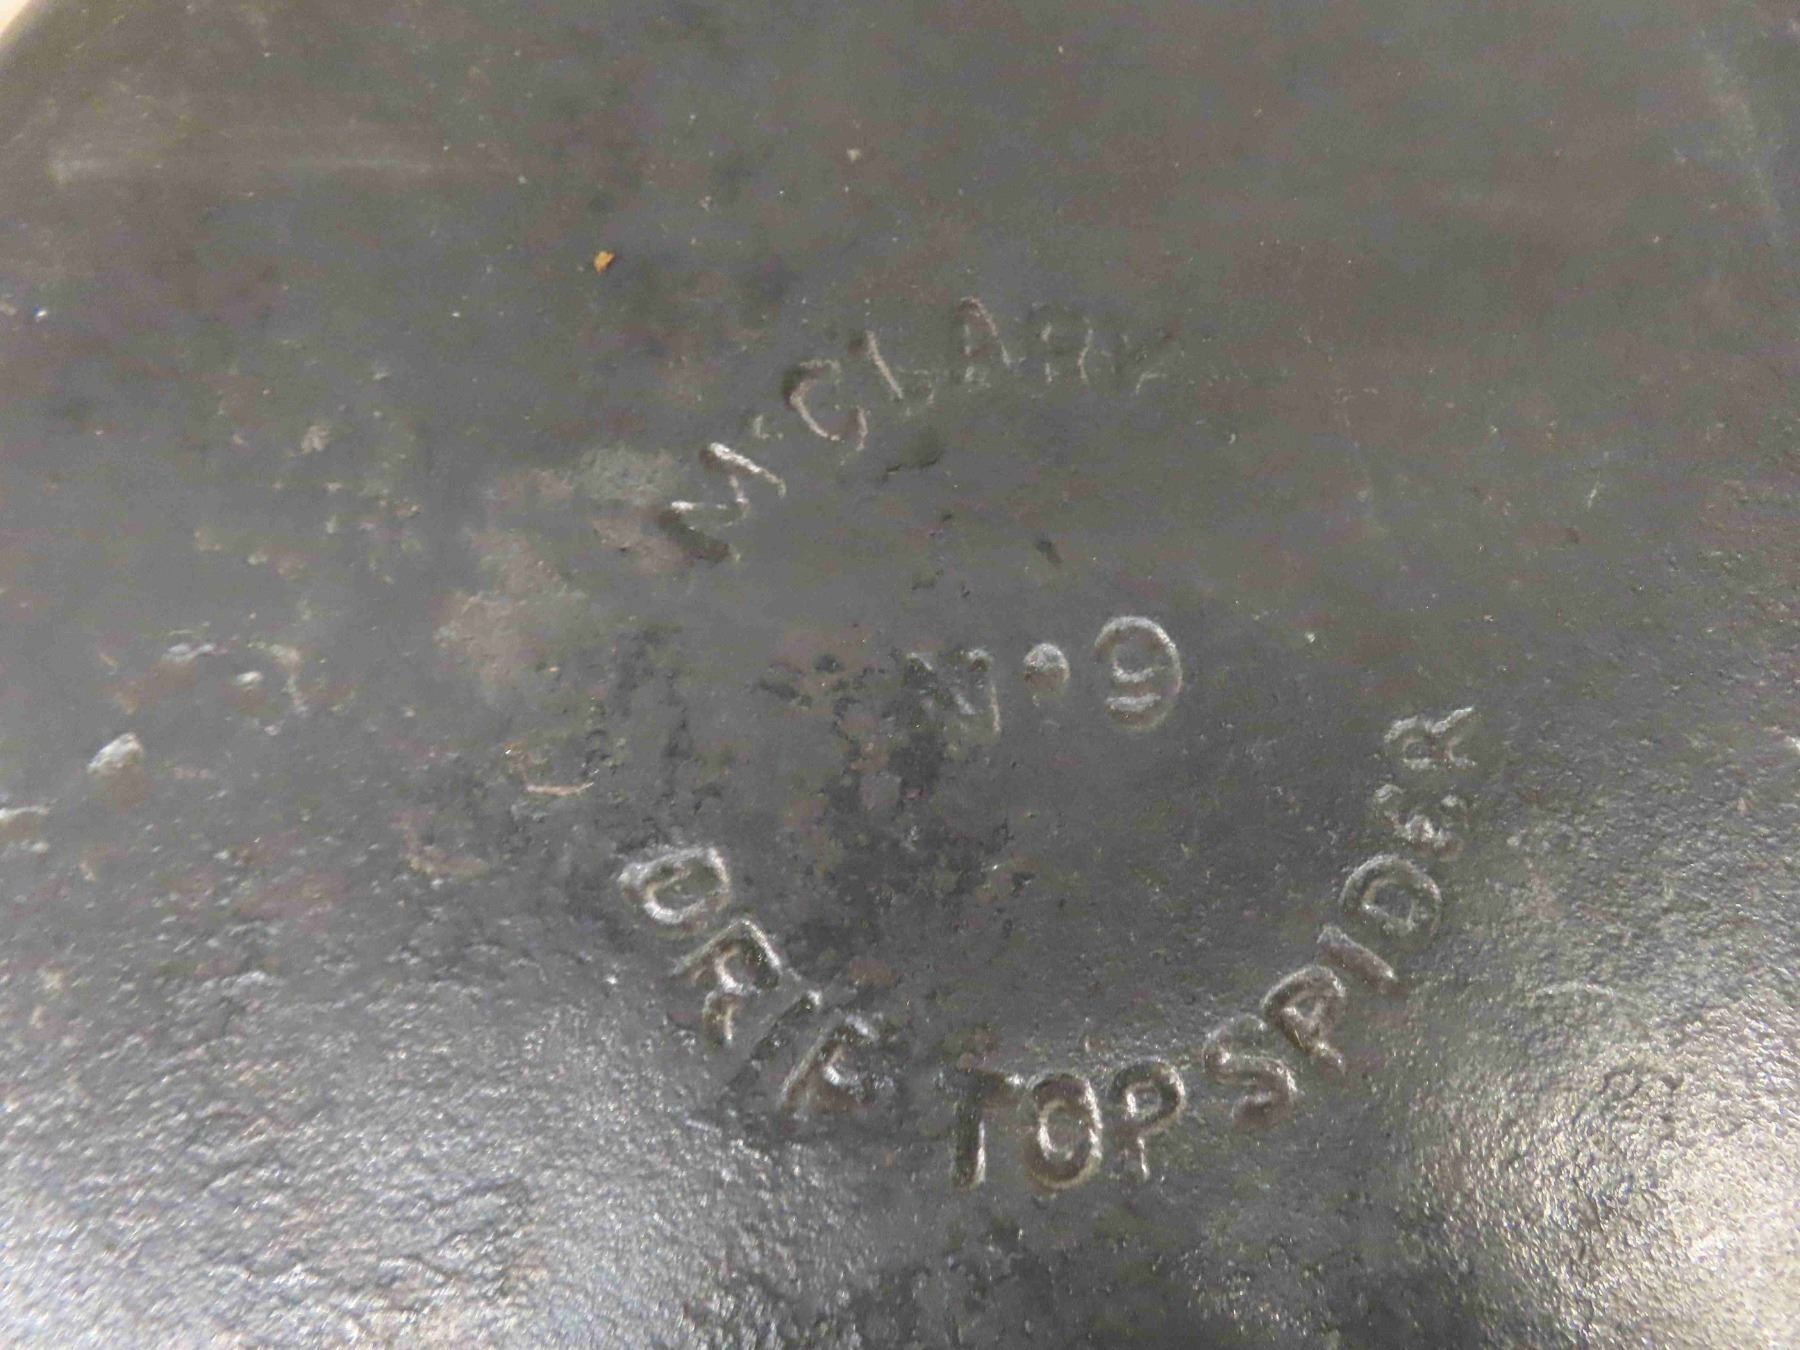 McCLARY
No 9
DRIP TOP SPIDER